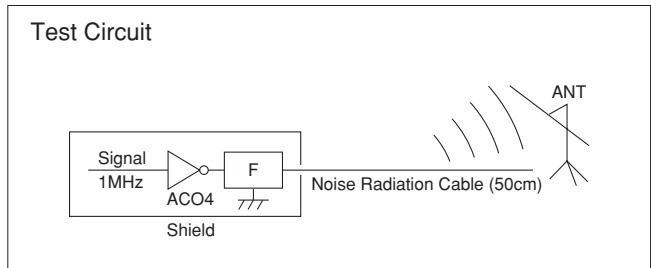 Test Circuit
ANT
Signal
1MHz
F
ACO4
Noise Radiation Cable (50cm)
Shield